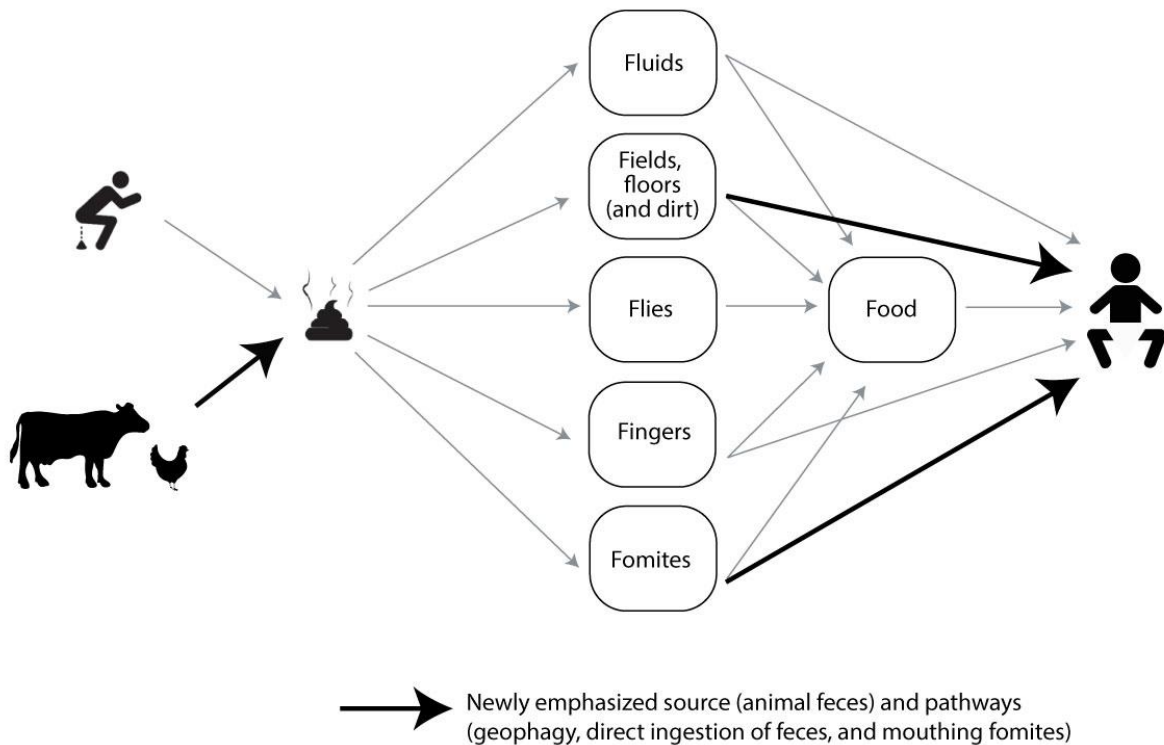 Fluids
Fields,
floors
(and dirt)
Flies
Food
Fingers
Fomites
Newly emphasized source (animal feces) and pathways
(geophagy, direct ingestion of feces, and mouthing fomites)